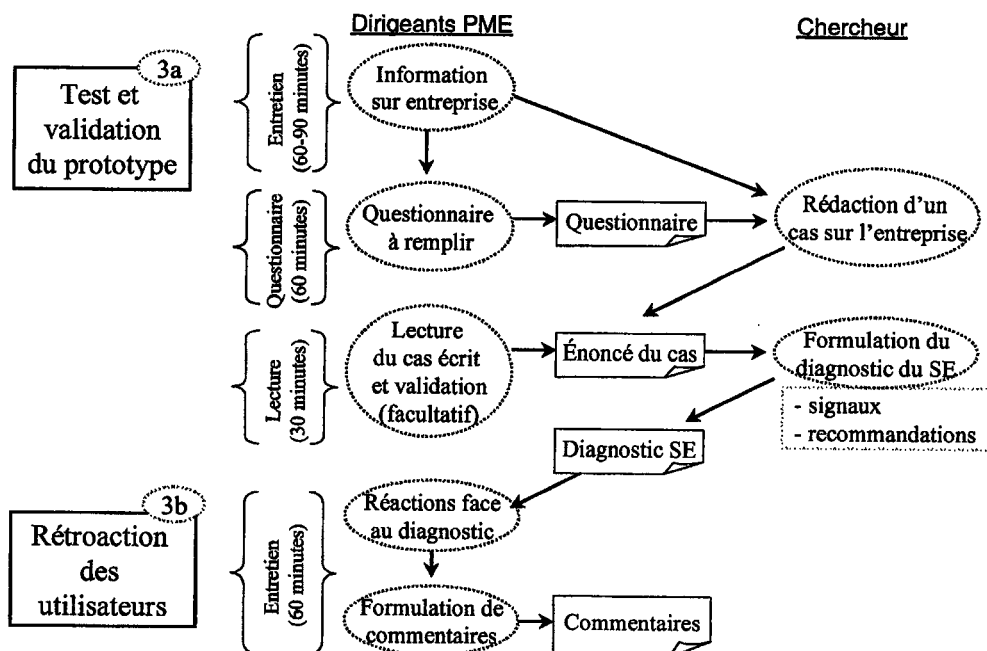 Dirigeants PME
Chercheur
3a
Test et
validation
du prototype
Entretien
(60-90 minutes)
Information
sur entreprise
Questionnaire
(60 minutes)
Questionnaire
à remplir
Questionnaire
Rédaction d'un
cas sur l'entreprise
Lecture
(30 minutes)
Lecture
du cas écrit
et validation
(facultatif)
Énoncé du cas
Formulation du
diagnostic du SE
- signaux
- recommandations
Diagnostic SE
3b
Rétroaction
des
utilisateurs
Entretien
(60 minutes)
Réactions face
au diagnostic
Formulation de
commentaires
Commentaires